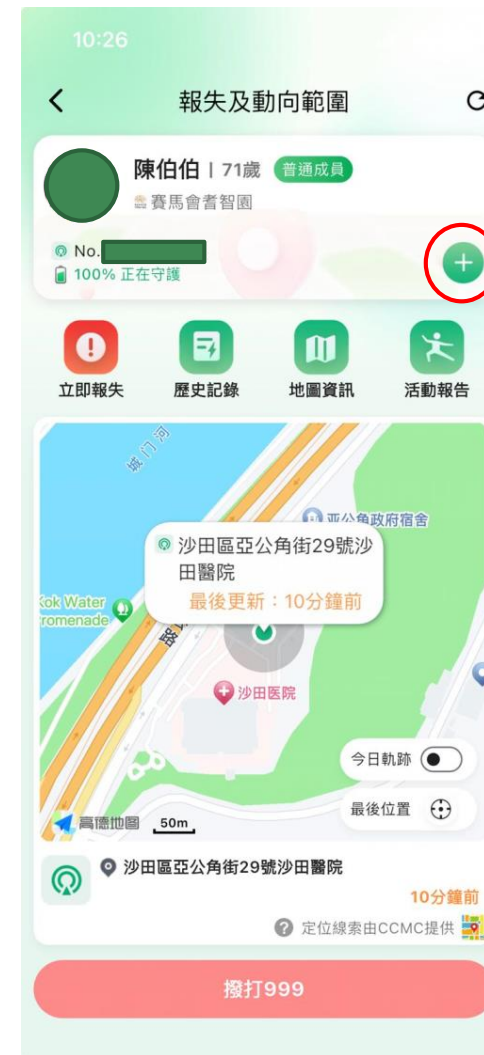 10:26
報失及動向範圍
陳伯伯 | 71歲 普通成員
賽馬會耆智園
No.
100% 正在守護
立即報失 歷史記錄 地圖資訊 活動報告
城门河
亚公角政府宿舍
沙田區亞公角街29號沙
田醫院
最後更新：10分鐘前
Kok Water
romenade
路
沙田医院
今日軌跡
最後位置
高德地图 50m
沙田區亞公角街29號沙田醫院
10分鐘前
定位線索由CCMC提供
撥打999